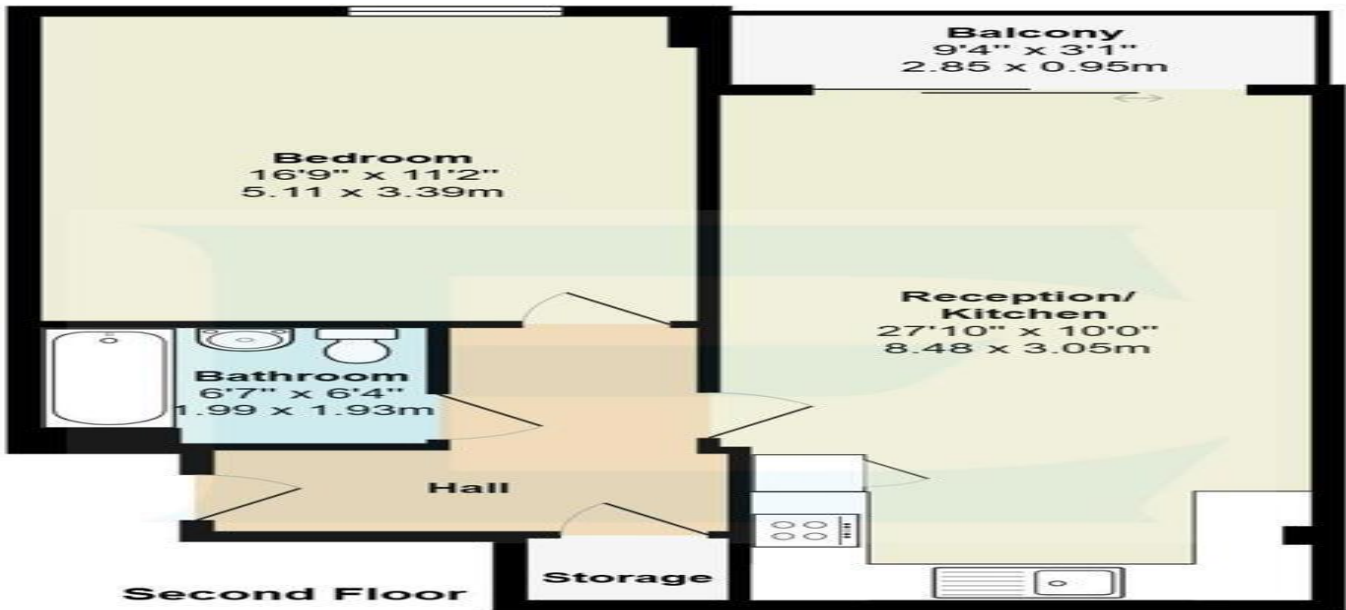 Balcony
9'4" x 3'1"
2.85 x 0.95m
Bedroom
16'9" x 11'2"
5.11 x 3.39m
Reception/
Kitchen
27'10" x 10'0"
8.48 x 3.05m
Bathroom
6'7" x 6'4"
1.99 x 1.93m
Hall
Storage
Second Floor